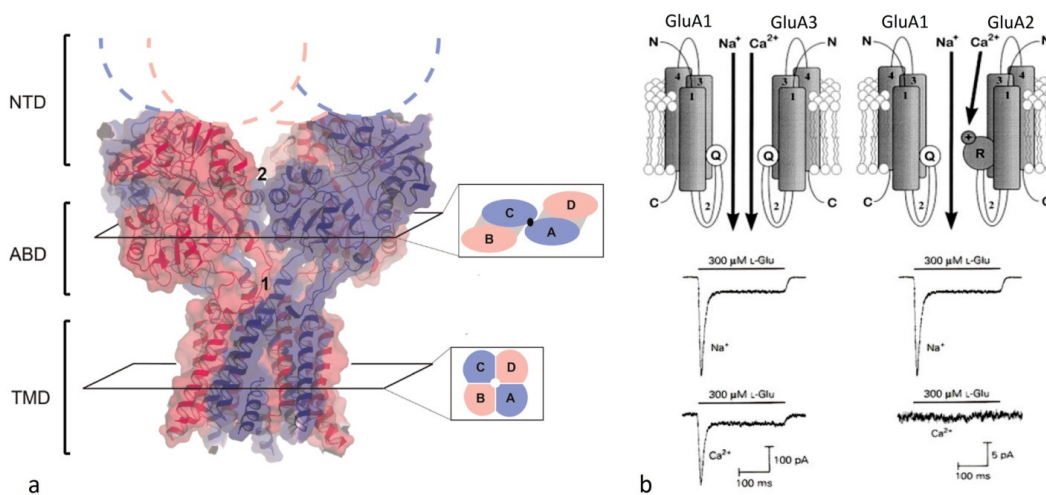 NTD
ABD
TMD
2
1
C
D
B
A
C
D
B
A
a
GluA1
GluA3
Na+
Ca2+
N
N
4
3
1
4
3
1
Q
Q
C
C
2
2
GluA1
GluA2
Na+
Ca2+
N
N
4
3
1
4
3
1
+
Q
R
C
C
2
2
300 µM L-Glu
Na+
300 µM L-Glu
Na+
300 µM L-Glu
Ca2+
100 pA
100 ms
300 µM L-Glu
Ca2+
5 pA
100 ms
b